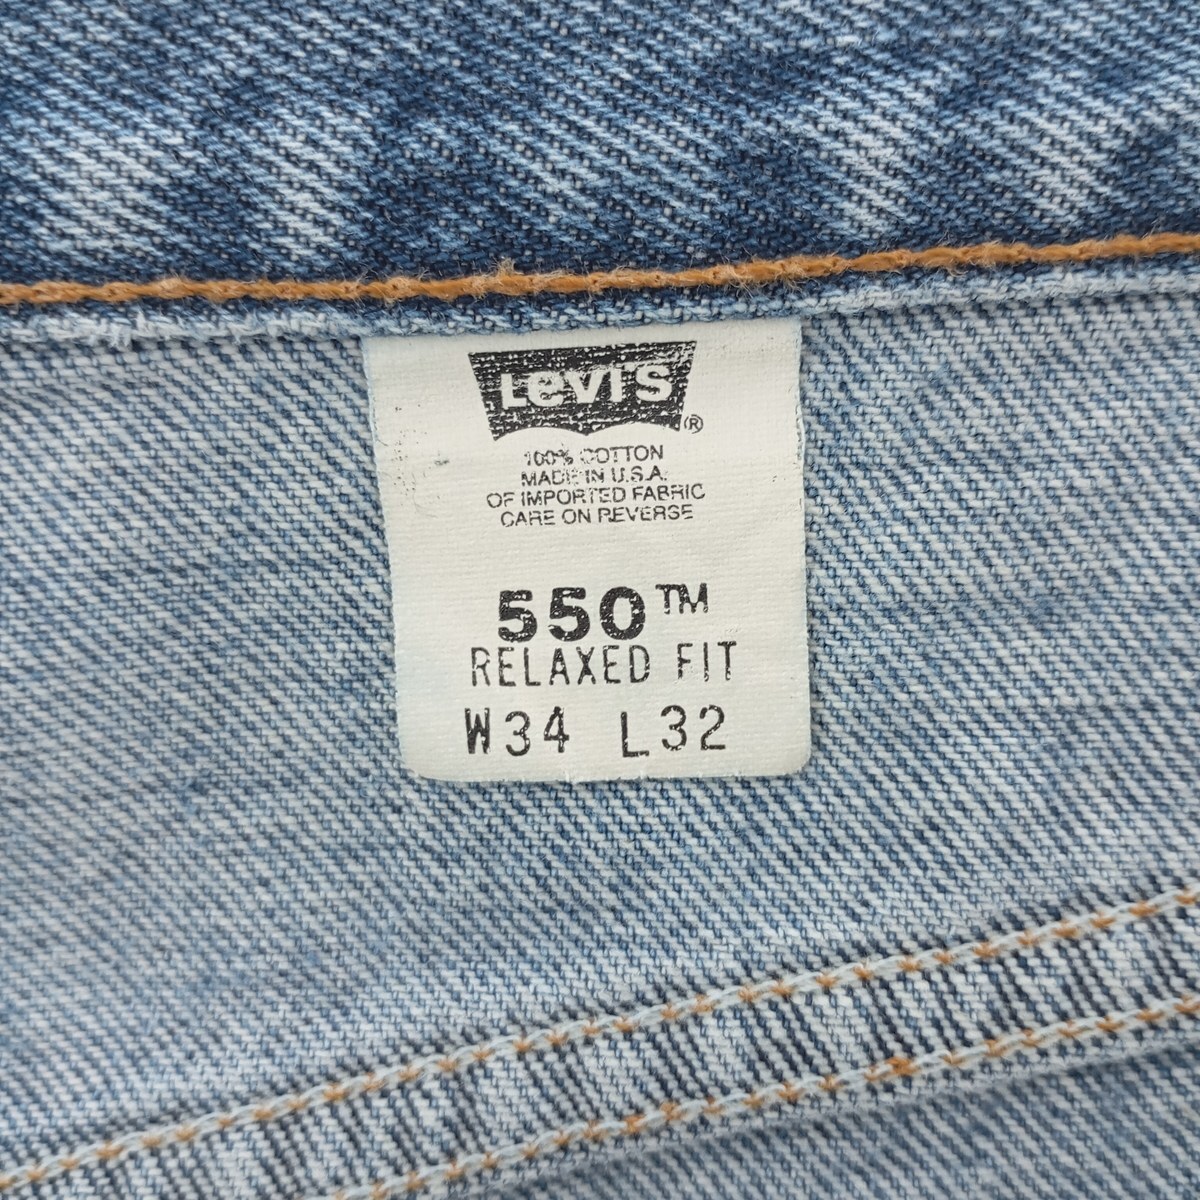 Levi's ®
100% COTTON
MADE IN U.S.A.
OF IMPORTED FABRIC
CARE ON REVERSE
550™
RELAXED FIT
W34 L32